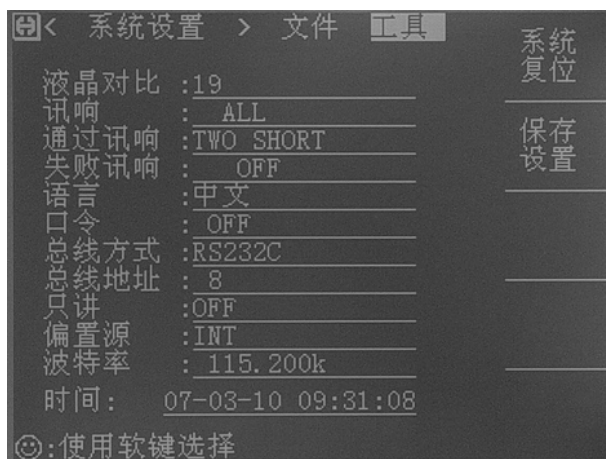 < 系统设置 > 文件 工具
系统
复位
保存
设置
液晶对比 :19
讯响 : ALL
通过讯响 :TWO SHORT
失败讯响 : OFF
语言 :中文
口令 : OFF
总线方式 :RS232C
总线地址 : 8
只讲 :OFF
偏置源 :INT
波特率 : 115.200k
时间: 07-03-10 09:31:08
:使用软键选择